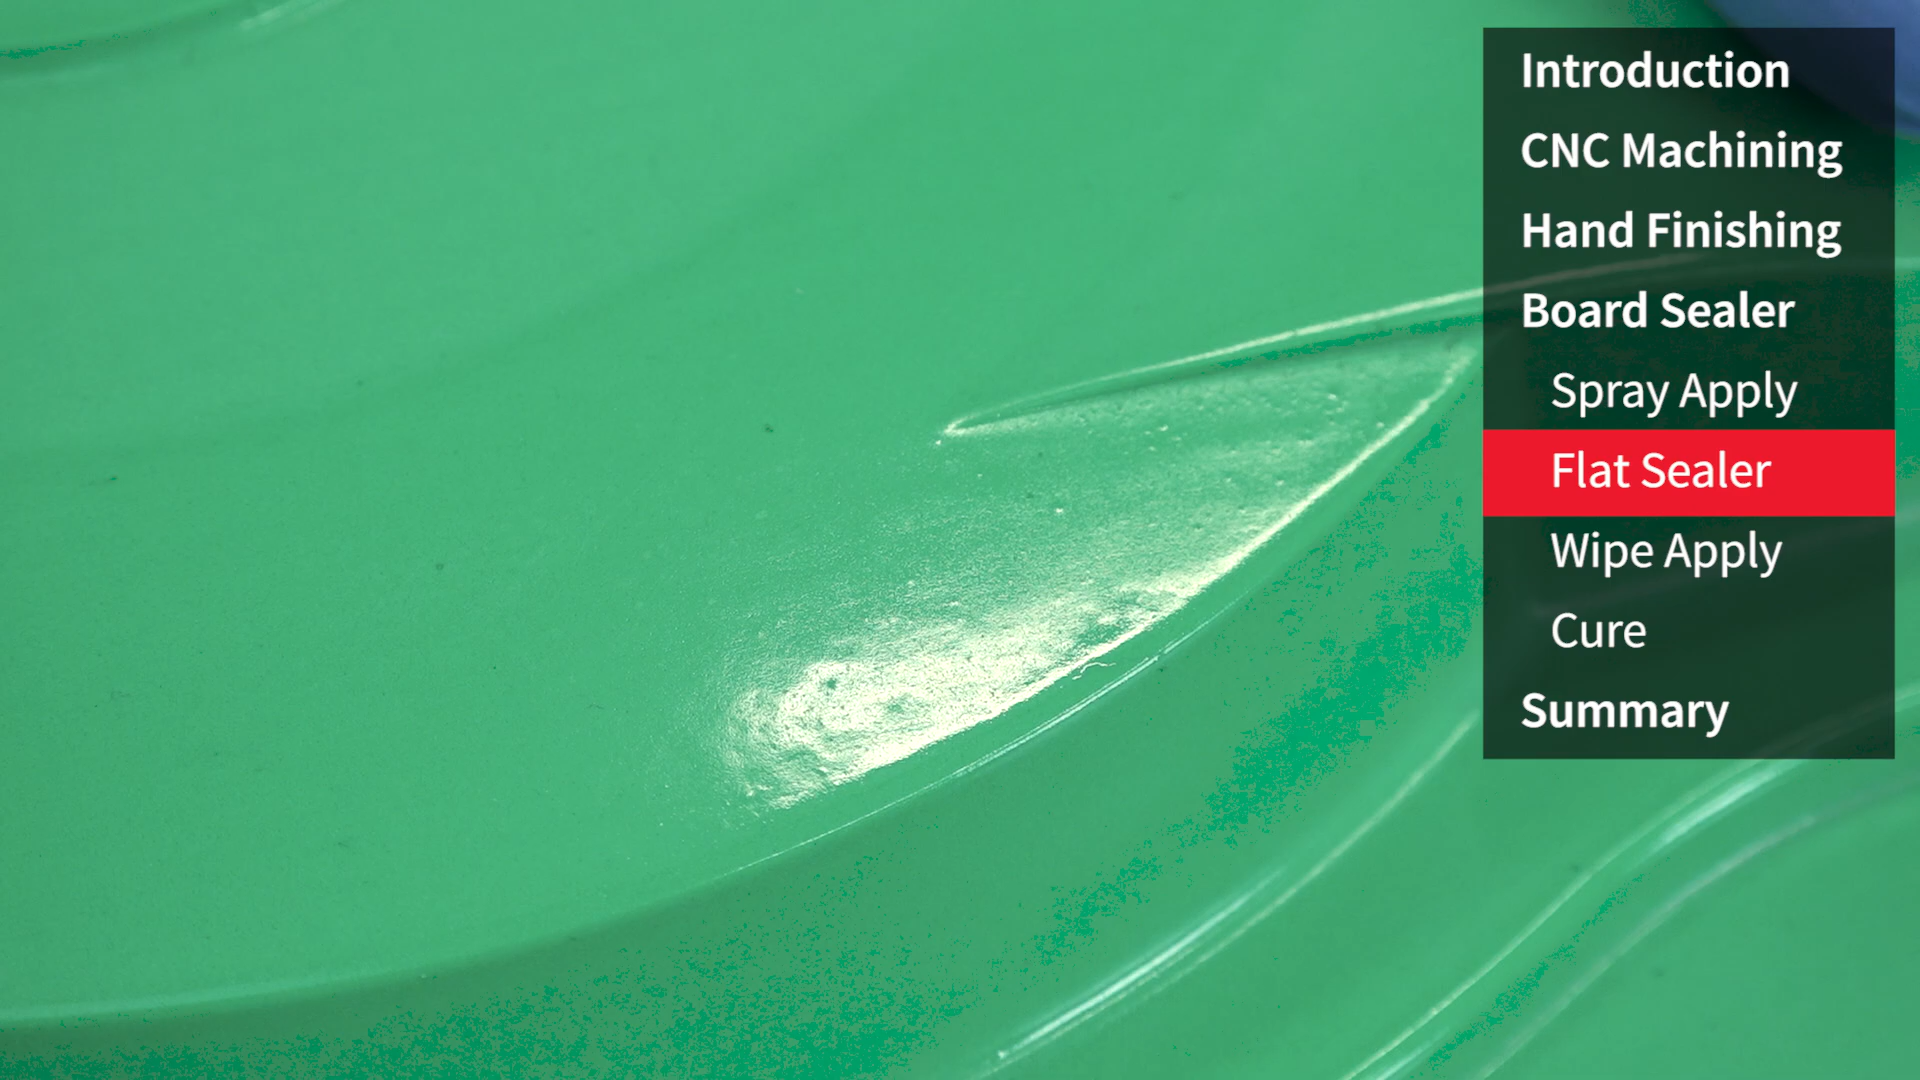 Introduction
CNC Machining
Hand Finishing
Board Sealer
Spray Apply
Flat Sealer
Wipe Apply
Cure
Summary